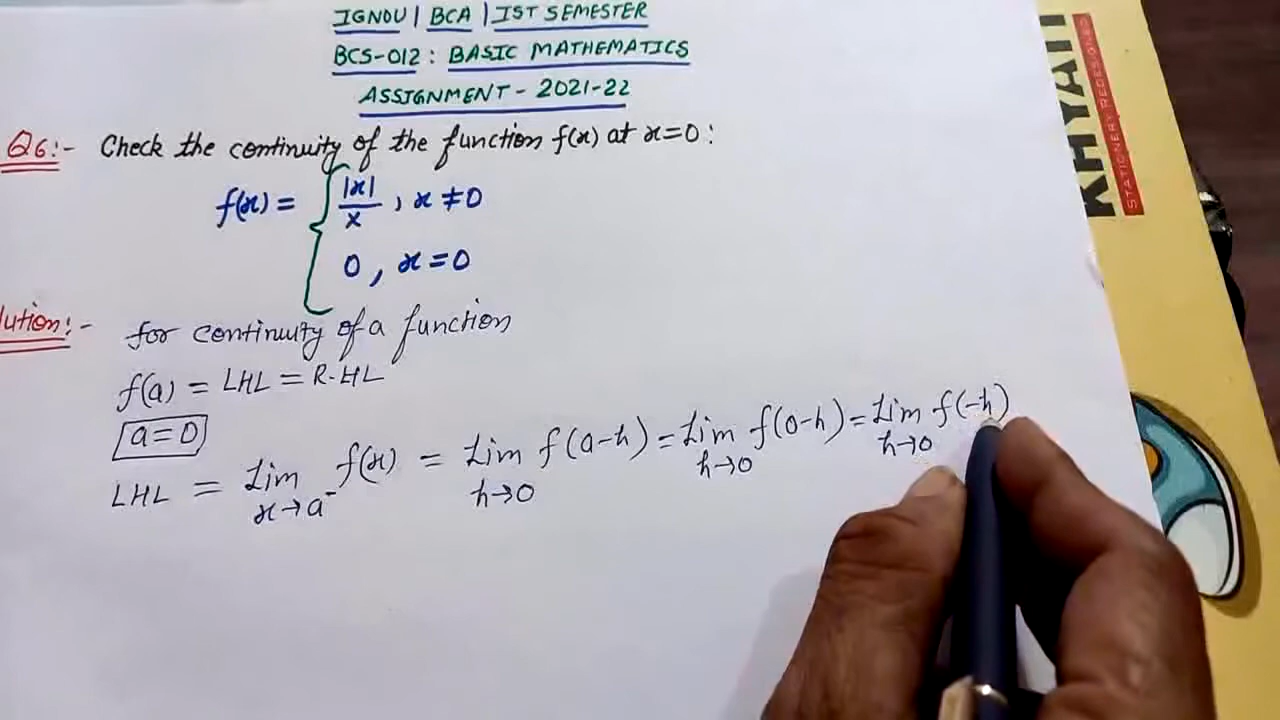 IGNOU | BCA | IST SEMESTER
BCS-012 : BASIC MATHEMATICS
ASSIGNMENT - 2021-22
Q6:- Check the continuity of the function f(x) at x=0:
f(x) = { |x|/x , x ≠ 0
0 , x = 0
lution:- for continuity of a function
f(a) = LHL = R.HL
a = 0
LHL = Lim x→a⁻ f(x) = Lim h→0 f(a-h) = Lim h→0 f(0-h) = Lim h→0 f(-h)
KHYATI
STATIONERY REDESIGNED